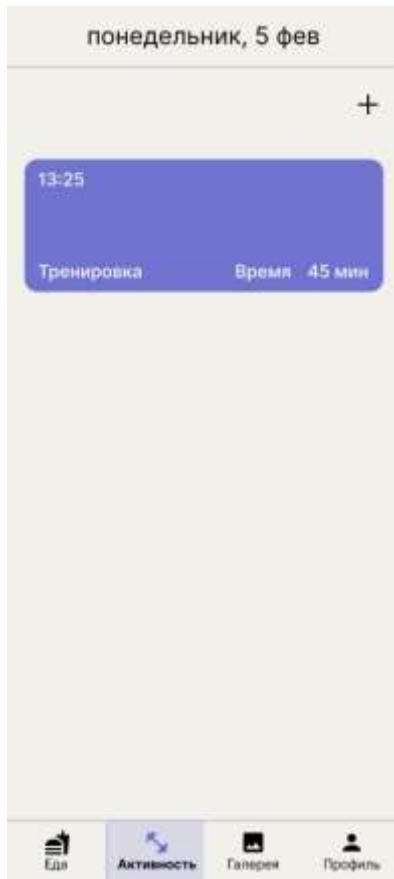 понедельник, 5 фев
+
13:25
Тренировка Время 45 мин
Еда Активность Галерея Профиль